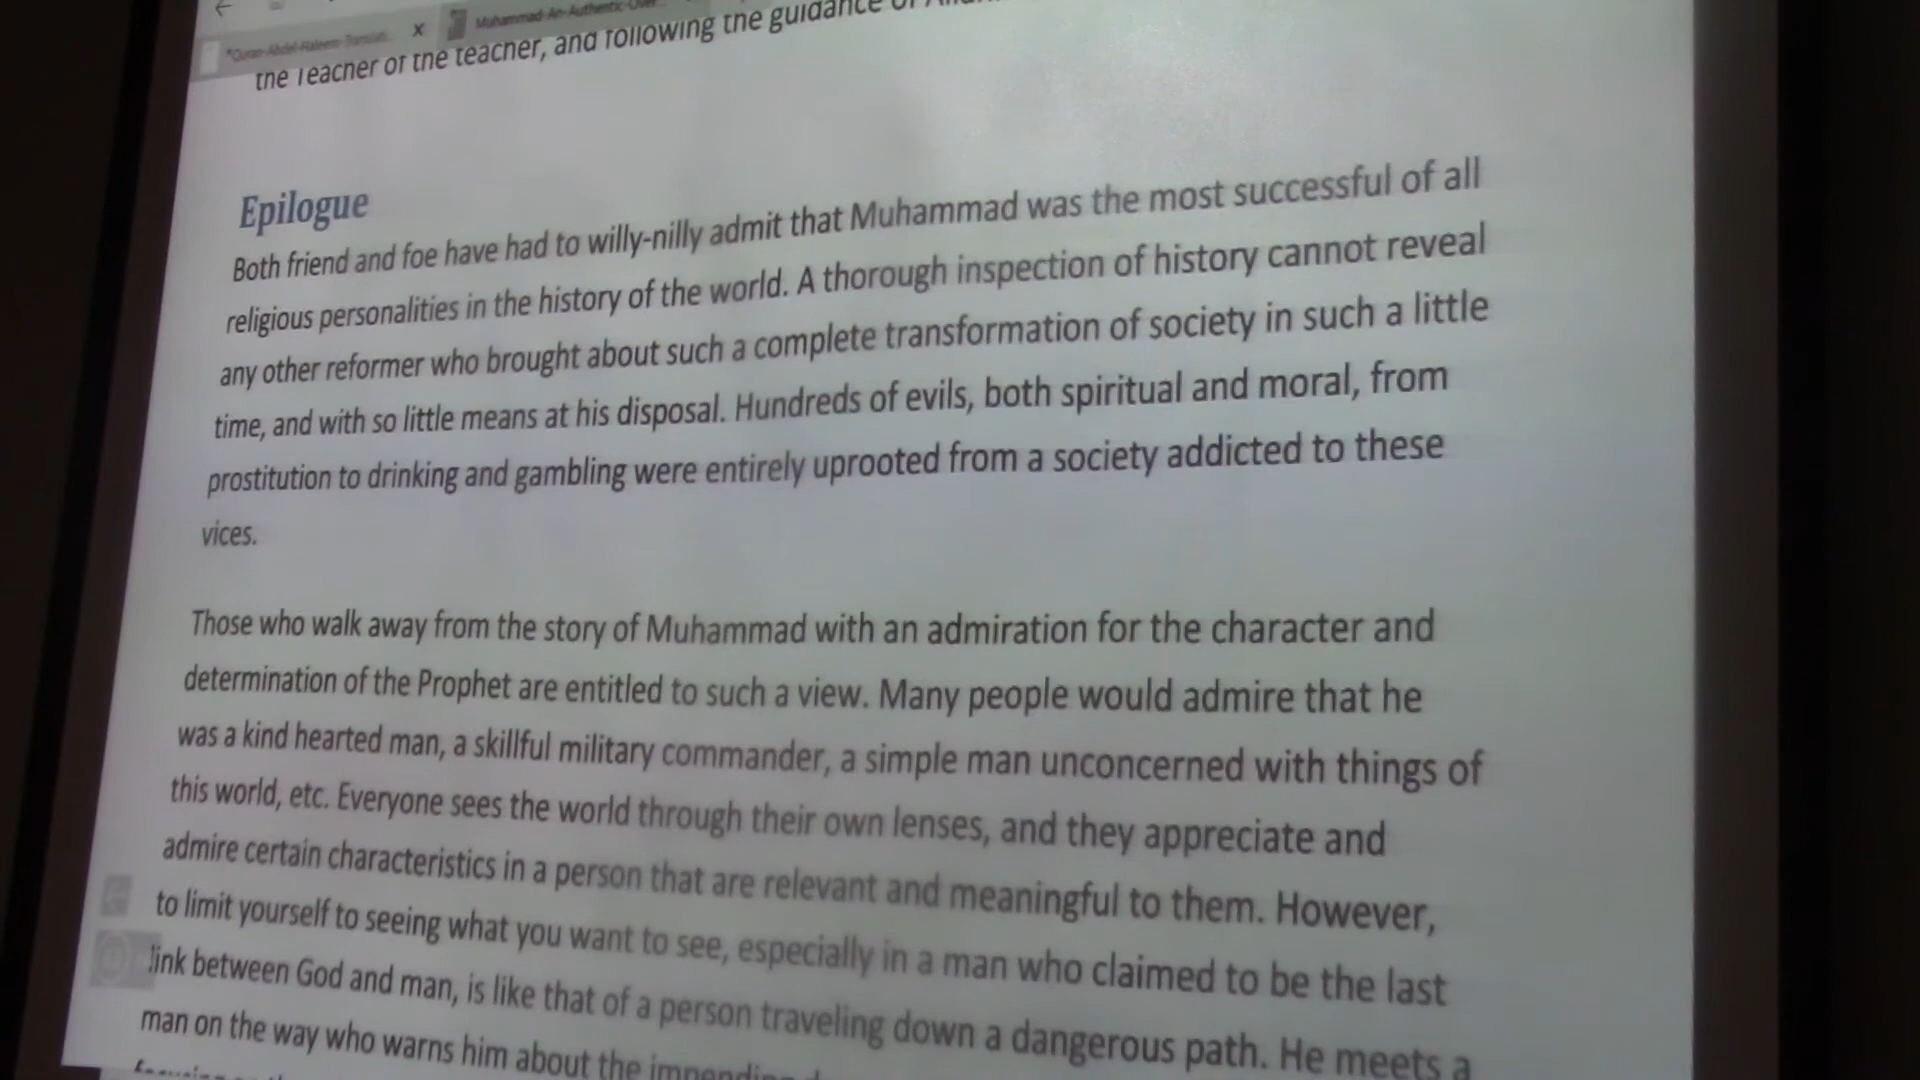 *Quran-Abdel-Haleem-Translati... x Muhammad-An-Authentic-Over...
the Teacher of the teacher, and following the guidance of
Epilogue
Both friend and foe have had to willy-nilly admit that Muhammad was the most successful of all
religious personalities in the history of the world. A thorough inspection of history cannot reveal
any other reformer who brought about such a complete transformation of society in such a little
time, and with so little means at his disposal. Hundreds of evils, both spiritual and moral, from
prostitution to drinking and gambling were entirely uprooted from a society addicted to these
vices.
Those who walk away from the story of Muhammad with an admiration for the character and
determination of the Prophet are entitled to such a view. Many people would admire that he
was a kind hearted man, a skillful military commander, a simple man unconcerned with things of
this world, etc. Everyone sees the world through their own lenses, and they appreciate and
admire certain characteristics in a person that are relevant and meaningful to them. However,
to limit yourself to seeing what you want to see, especially in a man who claimed to be the last
link between God and man, is like that of a person traveling down a dangerous path. He meets a
man on the way who warns him about the